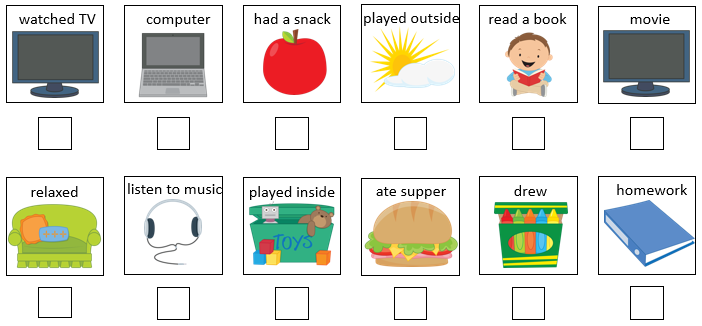 watched TV
computer
had a snack
played outside
read a book
movie
relaxed
listen to music
played inside
TOYS
ate supper
drew
homework